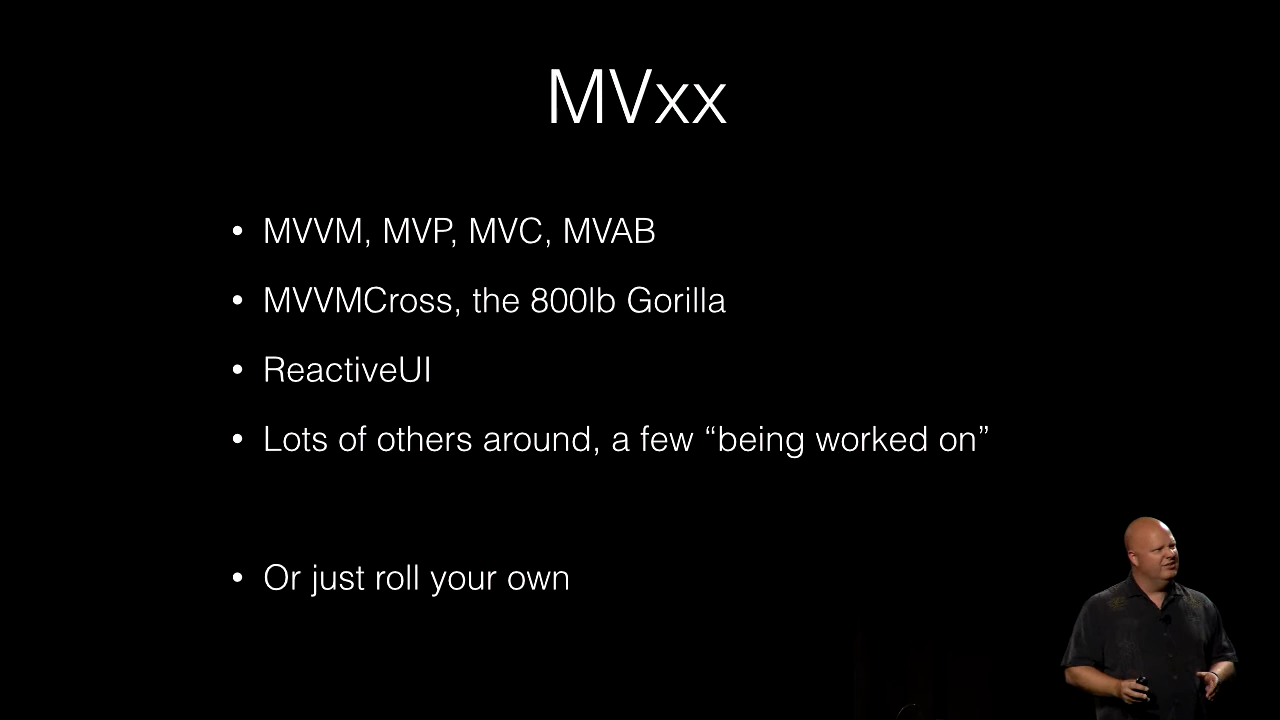 MVxx
• MVVM, MVP, MVC, MVAB
• MVVMCross, the 800lb Gorilla
• ReactiveUI
• Lots of others around, a few “being worked on”
• Or just roll your own